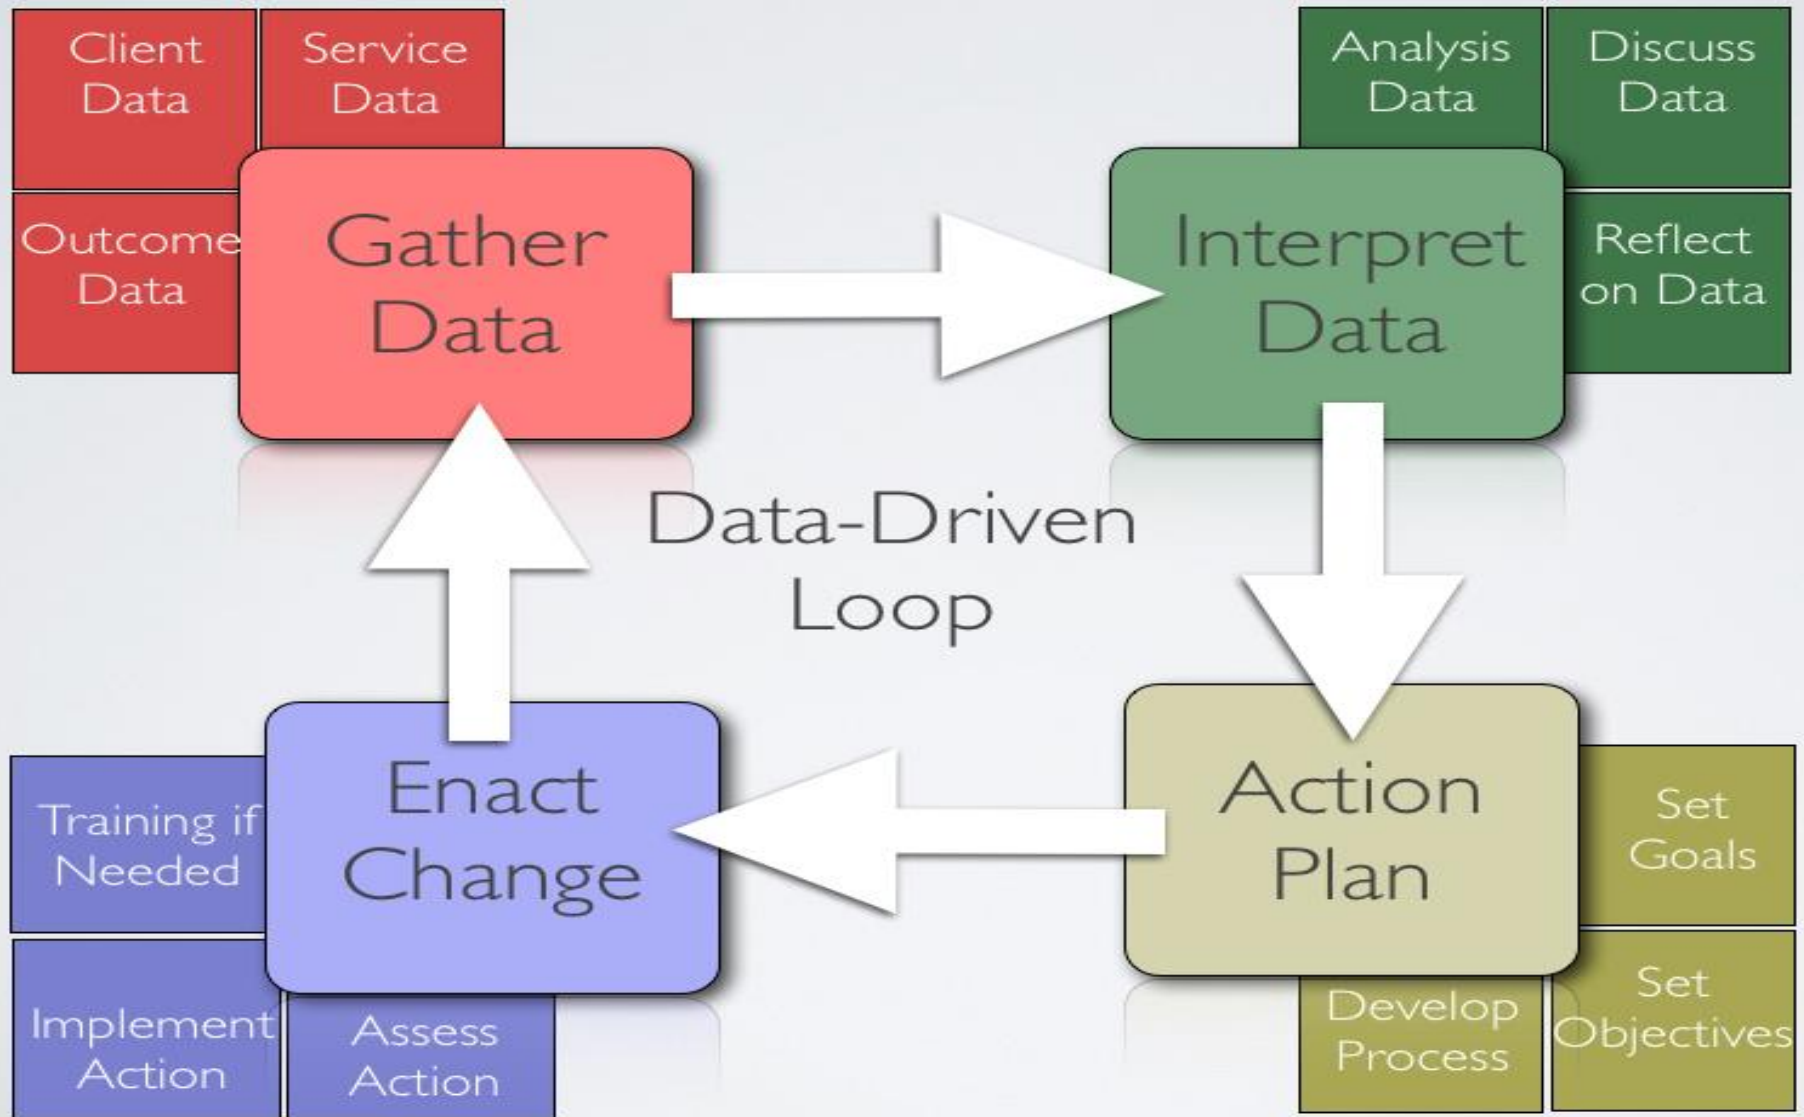 Client
Data
Service
Data
Outcome
Data
Gather
Data
Analysis
Data
Discuss
Data
Reflect
on Data
Interpret
Data
Data-Driven
Loop
Enact
Change
Training if
Needed
Implement
Action
Assess
Action
Action
Plan
Set
Goals
Set
Objectives
Develop
Process